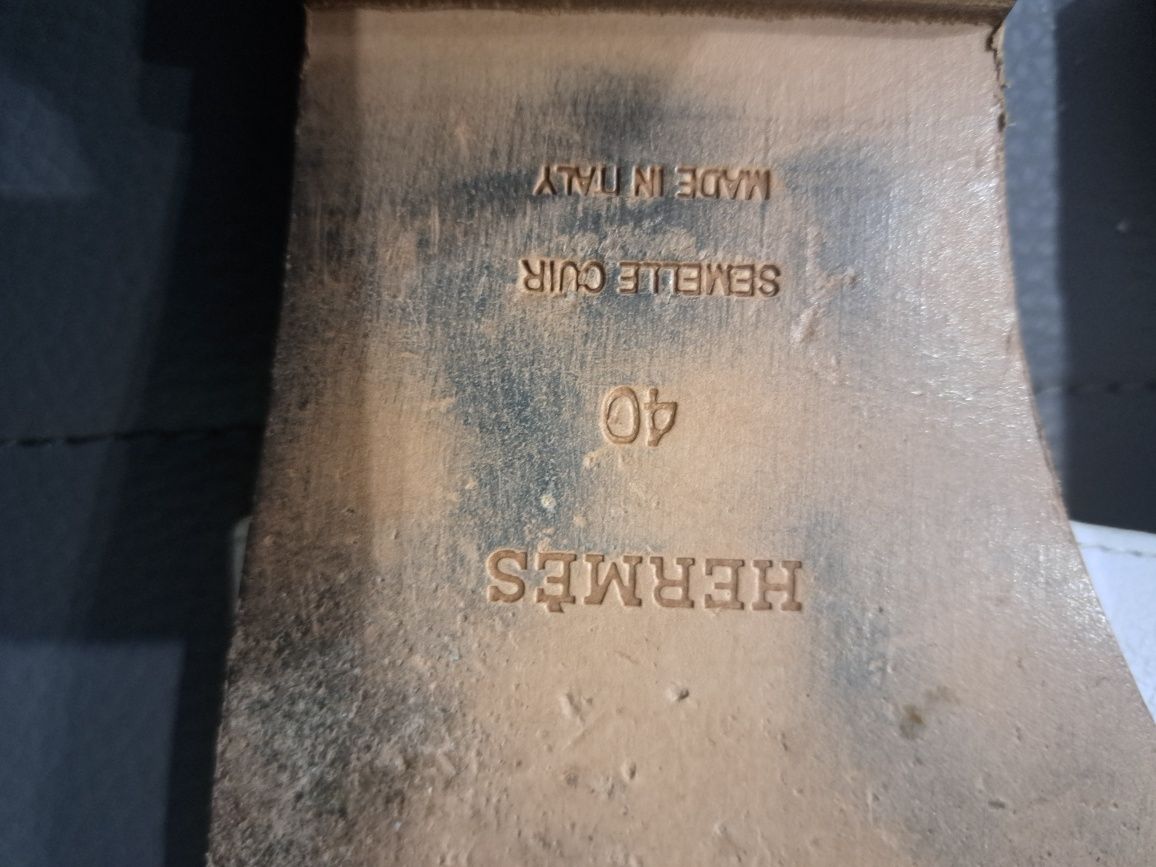 HERMÈS
40
SEMELLE CUIR
MADE IN ITALY